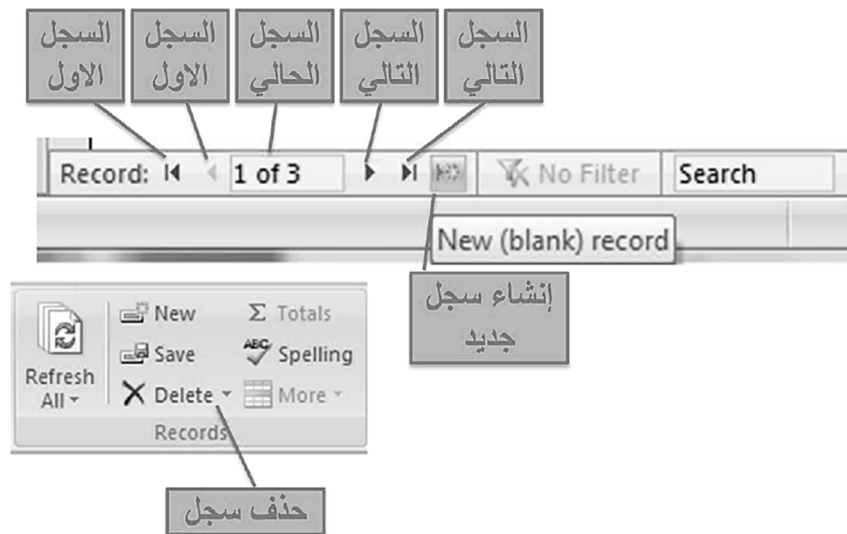 السجل الاول
السجل الاول
السجل الحالي
السجل التالي
السجل التالي
Record: 1 of 3 No Filter Search
New (blank) record
إنشاء سجل
جديد
Refresh
All
New
Save
Delete
Totals
Spelling
More
Records
حذف سجل